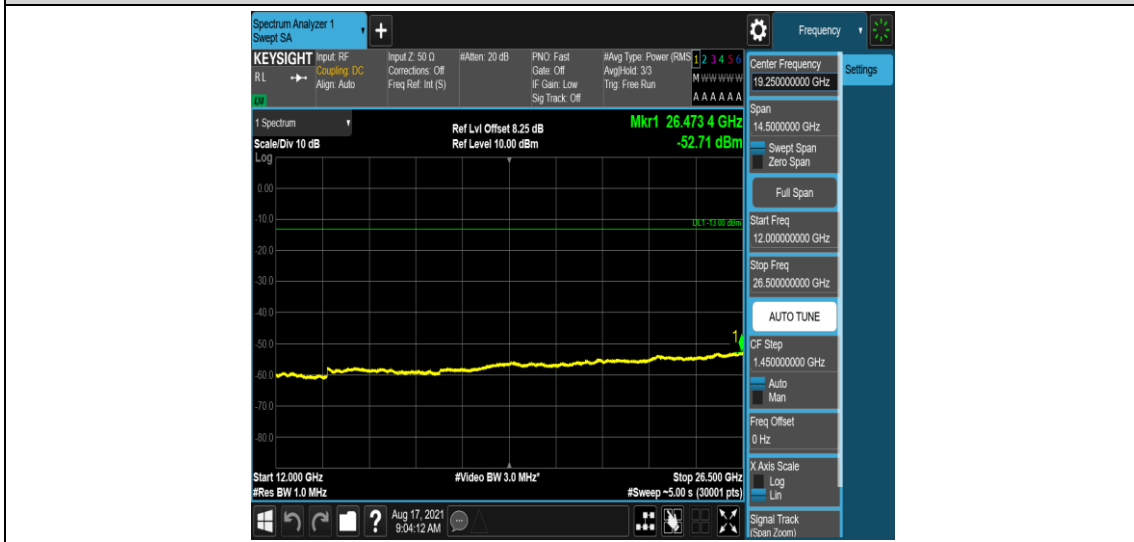 Spectrum Analyzer 1
Swept SA
Frequency
KEYSIGHT
RL
Input: RF
Coupling: DC
Align: Auto
Input Z: 50 Ω
Corrections: Off
Freq Ref: Int (S)
#Atten: 20 dB
PNO: Fast
Gate: Off
IF Gain: Low
Sig Track: Off
#Avg Type: Power (RMS
Avg|Hold: 3/3
Trig: Free Run
1 2 3 4 5 6
M W W W W W
A A A A A A
Center Frequency
19.250000000 GHz
Settings
Span
14.5000000 GHz
Swept Span
Zero Span
Full Span
Start Freq
12.000000000 GHz
Stop Freq
26.500000000 GHz
AUTO TUNE
CF Step
1.450000000 GHz
Auto
Man
Freq Offset
0 Hz
X Axis Scale
Log
Lin
Signal Track
(Span Zoom)
1 Spectrum
Scale/Div 10 dB
Ref Lvl Offset 8.25 dB
Ref Level 10.00 dBm
Mkr1 26.473 4 GHz
-52.71 dBm
Log
0.00
-10.0
DL1 -13.00 dBm
-20.0
-30.0
-40.0
1
-50.0
-60.0
-70.0
-80.0
Start 12.000 GHz
#Video BW 3.0 MHz*
Stop 26.500 GHz
#Res BW 1.0 MHz
#Sweep ~5.00 s (30001 pts)
?
Aug 17, 2021
9:04:12 AM